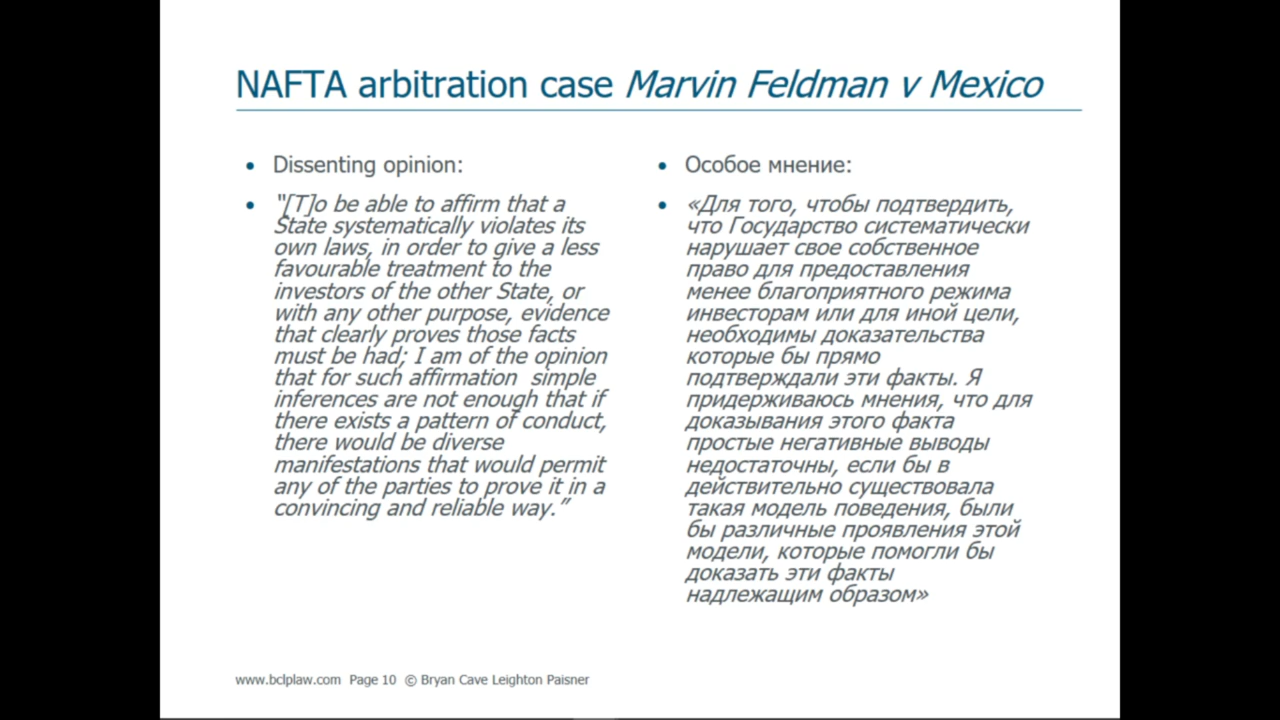 NAFTA arbitration case Marvin Feldman v Mexico
• Dissenting opinion:
• “[T]o be able to affirm that a
State systematically violates its
own laws, in order to give a less
favourable treatment to the
investors of the other State, or
with any other purpose, evidence
that clearly proves those facts
must be had; I am of the opinion
that for such affirmation  simple
inferences are not enough that if
there exists a pattern of conduct,
there would be diverse
manifestations that would permit
any of the parties to prove it in a
convincing and reliable way.”
• Особое мнение:
• «Для того, чтобы подтвердить,
что Государство систематически
нарушает свое собственное
право для предоставления
менее благоприятного режима
инвесторам или для иной цели,
необходимы доказательства
которые бы прямо
подтверждали эти факты. Я
придерживаюсь мнения, что для
доказывания этого факта
простые негативные выводы
недостаточны, если бы в
действительно существовала
такая модель поведения, были
бы различные проявления этой
модели, которые помогли бы
доказать эти факты
надлежащим образом»
www.bclplaw.com  Page 10  © Bryan Cave Leighton Paisner